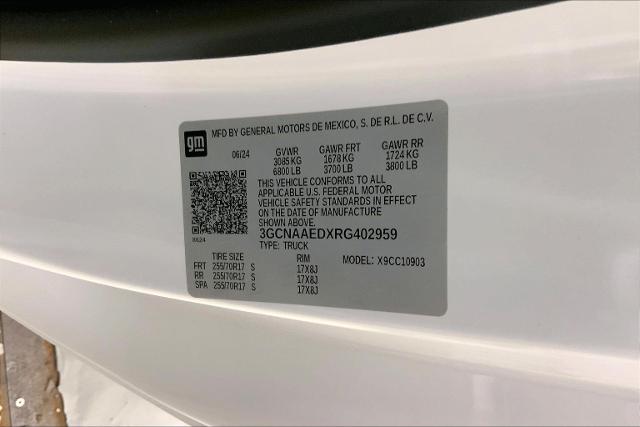 gm
MFD BY GENERAL MOTORS DE MEXICO, S. DE R.L. DE C.V.
06/24 GVWR GAWR FRT GAWR RR
3085 KG 1678 KG 1724 KG
6800 LB 3700 LB 3800 LB
THIS VEHICLE CONFORMS TO ALL
APPLICABLE U.S. FEDERAL MOTOR
VEHICLE SAFETY STANDARDS IN EFFECT
ON THE DATE OF MANUFACTURE
SHOWN ABOVE.
3GCNAAEDXRG402959
TYPE: TRUCK
TIRE SIZE RIM MODEL: X9CC10903
FRT 255/70R17 S 17X8J
RR 255/70R17 S 17X8J
SPA 255/70R17 S 17X8J